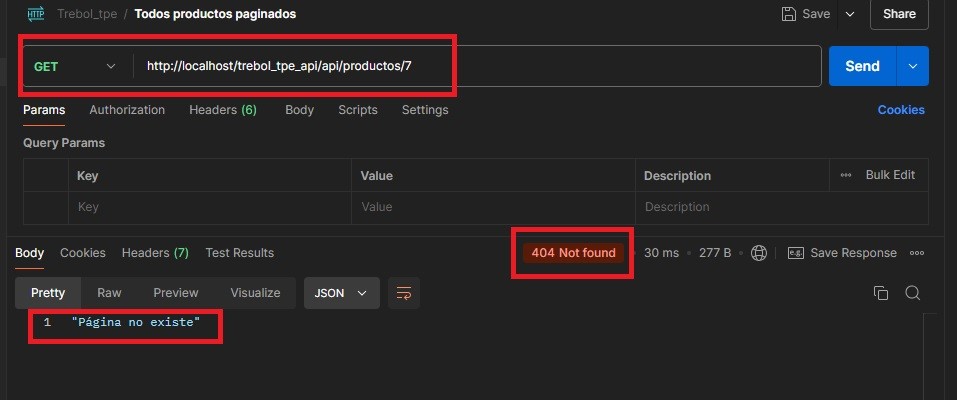 HTTP Trebol_tpe / Todos productos paginados Save Share
GET http://localhost/trebol_tpe_api/api/productos/7 Send
Params Authorization Headers (6) Body Scripts Settings Cookies
Query Params
Key Value Description ••• Bulk Edit
Key Value Description
Body Cookies Headers (7) Test Results 404 Not found • 30 ms • 277 B • e.g. Save Response •••
Pretty Raw Preview Visualize JSON
1 "Página no existe"